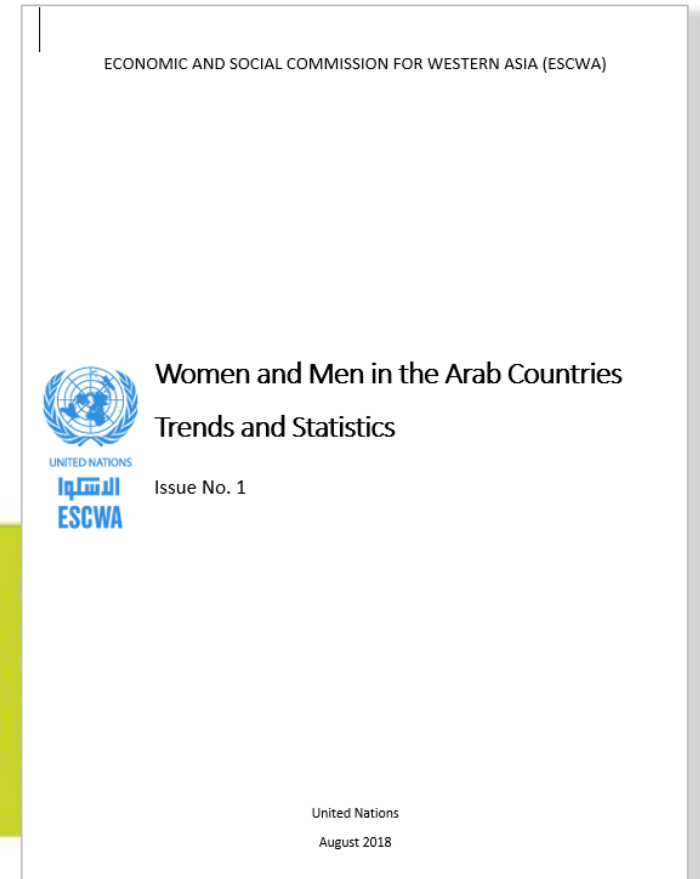 ECONOMIC AND SOCIAL COMMISSION FOR WESTERN ASIA (ESCWA)
Women and Men in the Arab Countries
Trends and Statistics
Issue No. 1
UNITED NATIONS
الاسكوا
ESCWA
United Nations
August 2018